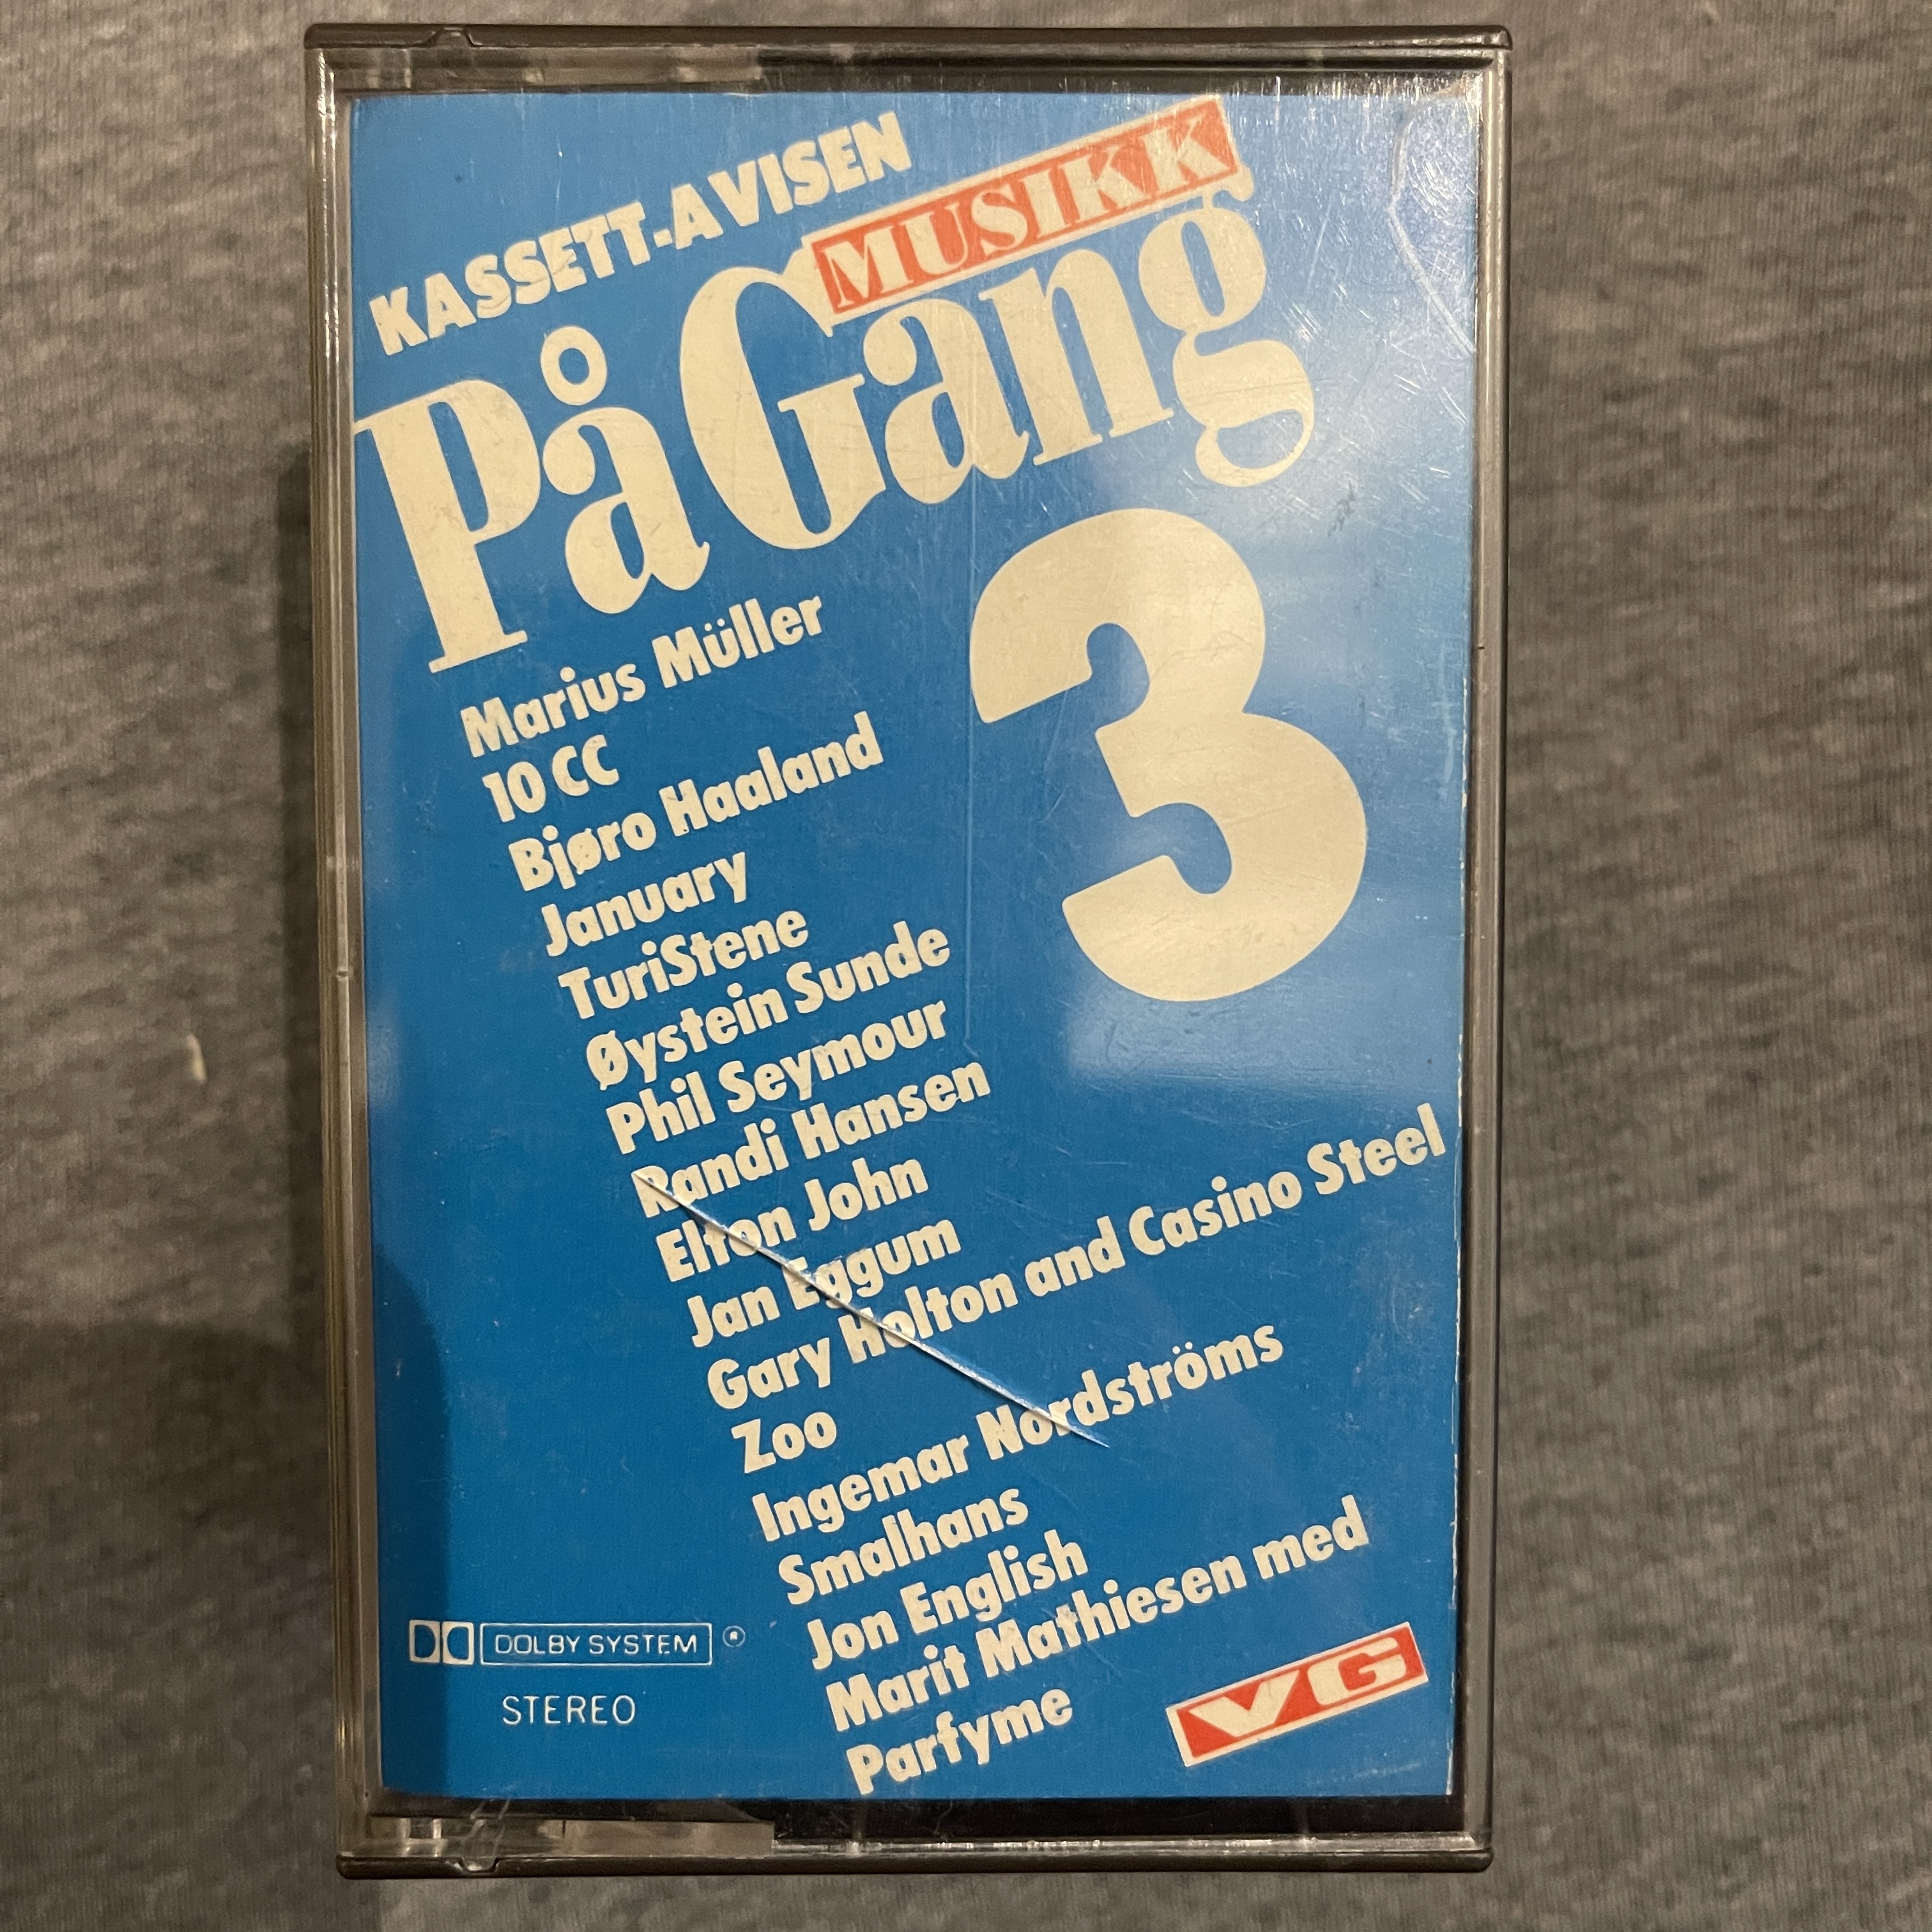 KASSETT-AVISEN
MUSIKK
På Gang
3
Marius Müller
10 CC
Bjøro Haaland
January
TuriStene
Øystein Sunde
Phil Seymour
Randi Hansen
Elton John
Jan Eggum
Gary Holton and Casino Steel
Zoo
Ingemar Nordströms
Smalhans
Jon English
Marit Mathiesen med
Parfyme
DOLBY SYSTEM ®
STEREO
VG